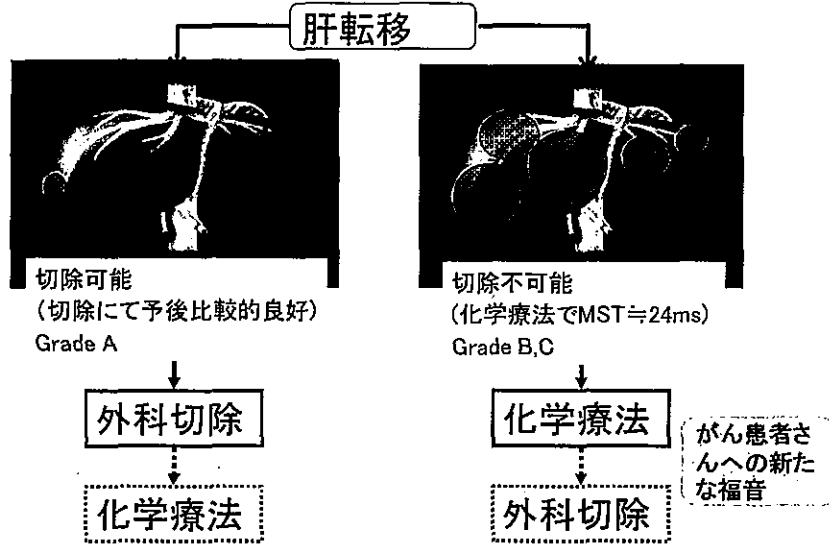 肝転移
切除可能
(切除にて予後比較的良好)
Grade A
外科切除
化学療法
切除不可能
(化学療法でMST≒24ms)
Grade B,C
化学療法
外科切除
がん患者さ
んへの新た
な福音